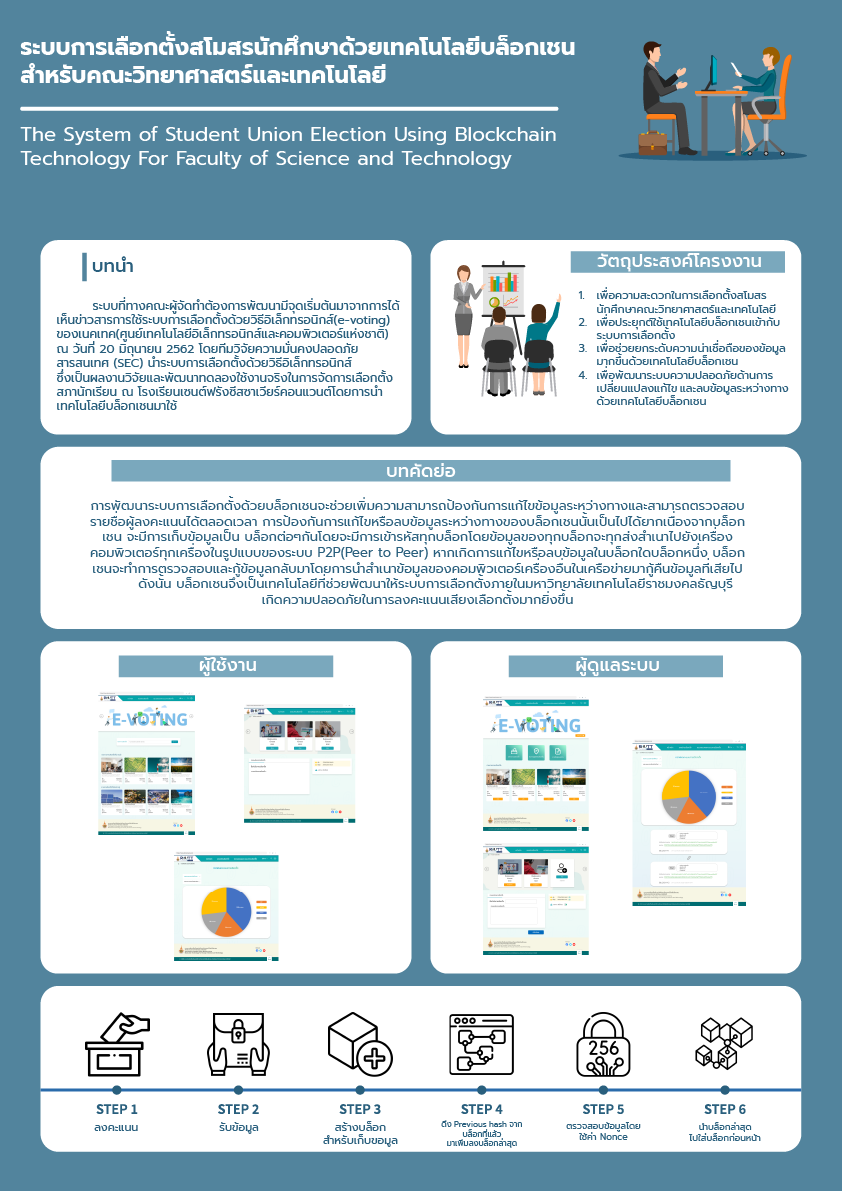 ระบบการเลือกตั้งสโมสรนักศึกษาด้วยเทคโนโลยีบล็อกเชน
สำหรับคณะวิทยาศาสตร์และเทคโนโลยี
The System of Student Union Election Using Blockchain
Technology For Faculty of Science and Technology
บทนำ
ระบบที่ทางคณะผู้จัดทำต้องการพัฒนามีจุดเริ่มต้นมาจากการได้
เห็นข่าวสารการใช้ระบบการเลือกตั้งด้วยวิธีอิเล็กทรอนิกส์(e-voting)
ของเนคเทค(ศูนย์เทคโนโลยีอิเล็กทรอนิกส์และคอมพิวเตอร์แห่งชาติ)
ณ วันที่ 20 มิถุนายน 2562 โดยทีมวิจัยความมั่นคงปลอดภัย
สารสนเทศ (SEC) นำระบบการเลือกตั้งด้วยวิธีอิเล็กทรอนิกส์
ซึ่งเป็นผลงานวิจัยและพัฒนาทดลองใช้งานจริงในการจัดการเลือกตั้ง
สภานักเรียน ณ โรงเรียนเซนต์ฟรังซีสซาเวียร์คอนแวนต์โดยการนำ
เทคโนโลยีบล็อกเชนมาใช้
วัตถุประสงค์โครงงาน
1. เพื่อความสะดวกในการเลือกตั้งสโมสร
นักศึกษาคณะวิทยาศาสตร์และเทคโนโลยี
2. เพื่อประยุกต์ใช้เทคโนโลยีบล็อกเชนเข้ากับ
ระบบการเลือกตั้ง
3. เพื่อช่วยยกระดับความน่าเชื่อถือของข้อมูล
มากขึ้นด้วยเทคโนโลยีบล็อกเชน
4. เพื่อพัฒนาระบบความปลอดภัยด้านการ
เปลี่ยนแปลงแก้ไข และลบข้อมูลระหว่างทาง
ด้วยเทคโนโลยีบล็อกเชน
บทคัดย่อ
การพัฒนาระบบการเลือกตั้งด้วยบล็อกเชนจะช่วยเพิ่มความสามารถป้องกันการแก้ไขข้อมูลระหว่างทางและสามารถตรวจสอบ
รายชื่อผู้ลงคะแนนได้ตลอดเวลา การป้องกันการแก้ไขหรือลบข้อมูลระหว่างทางของบล็อกเชนนั้นเป็นไปได้ยากเนื่องจากบล็อก
เชน จะมีการเก็บข้อมูลเป็น บล็อกต่อๆกันโดยจะมีการเข้ารหัสทุกบล็อกโดยข้อมูลของทุกบล็อกจะทุกส่งสำเนาไปยังเครื่อง
คอมพิวเตอร์ทุกเครื่องในรูปแบบของระบบ P2P(Peer to Peer) หากเกิดการแก้ไขหรือลบข้อมูลในบล็อกใดบล็อกหนึ่ง บล็อก
เชนจะทำการตรวจสอบและกู้ข้อมูลกลับมาโดยการนำสำเนาข้อมูลของคอมพิวเตอร์เครื่องอื่นในเครือข่ายมากู้คืนข้อมูลที่เสียไป
ดังนั้น บล็อกเชนจึงเป็นเทคโนโลยีที่ช่วยพัฒนาให้ระบบการเลือกตั้งภายในมหาวิทยาลัยเทคโนโลยีราชมงคลธัญบุรี
เกิดความปลอดภัยในการลงคะแนนเสียงเลือกตั้งมากยิ่งขึ้น
ผู้ใช้งาน
E-VOTING
ผู้ดูแลระบบ
E-VOTING
256
STEP 1
ลงคะแนน
STEP 2
รับข้อมูล
STEP 3
สร้างบล็อก
สำหรับเก็บขอมูล
STEP 4
ดึง Previous hash จาก
บล็อกที่แล้ว
มาเพิ่มลงบล็อกล่าสุด
STEP 5
ตรวจสอบข้อมูลโดย
ใช้ค่า Nonce
STEP 6
นำบล็อกล่าสุด
ไปใส่บล็อกก่อนหน้า